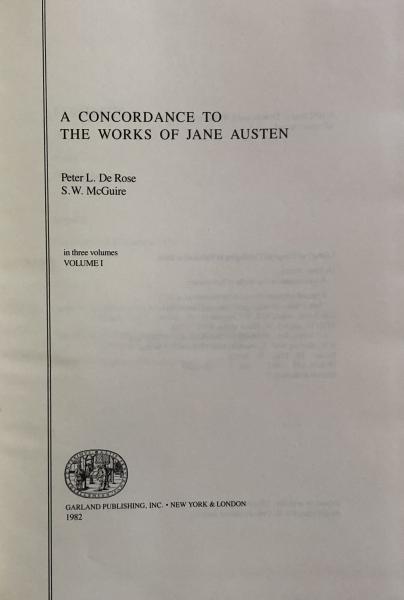 A CONCORDANCE TO
THE WORKS OF JANE AUSTEN
Peter L. De Rose
S.W. McGuire
in three volumes
VOLUME I
GARLAND PUBLISHING, INC. • NEW YORK & LONDON
1982